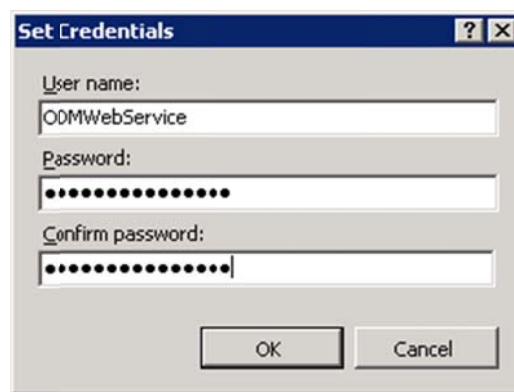 Set Credentials
User name:
ODMWebService
Password:
•••••••••••••••
Confirm password:
•••••••••••••••
OK
Cancel